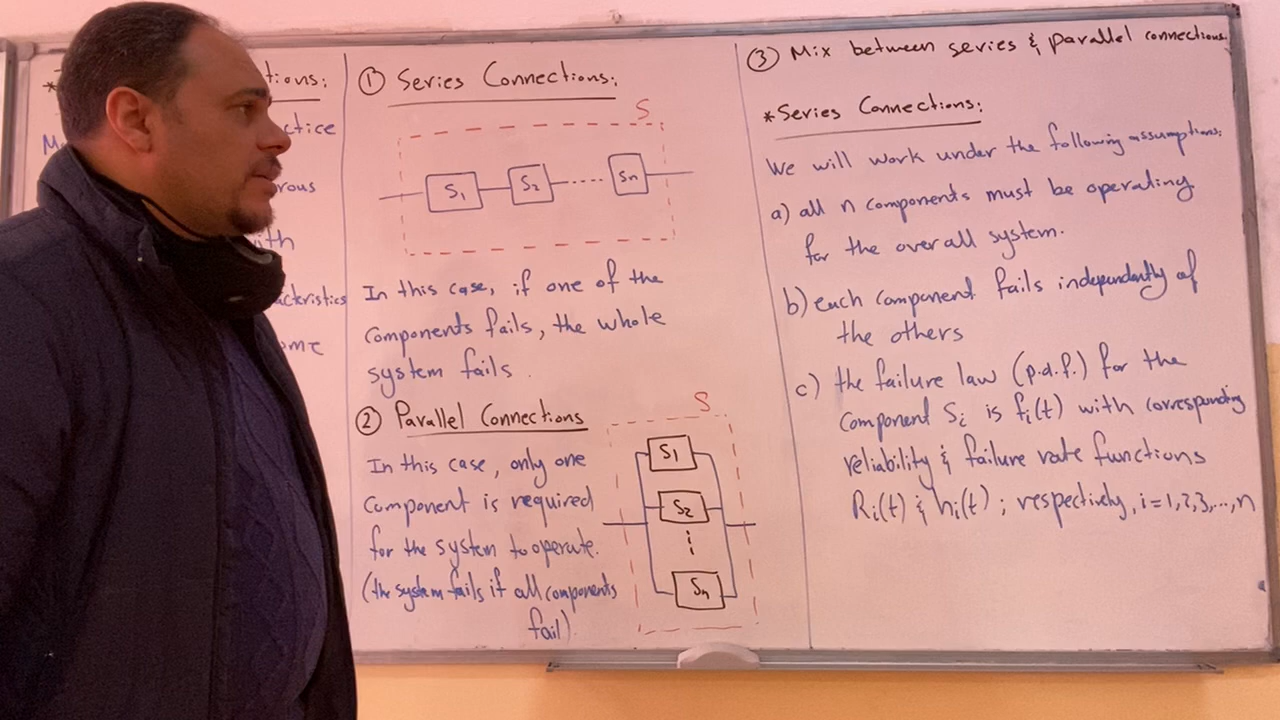 tions:
ctice
rous
with
acteristics
ome
① Series Connections:
S
S1 S2 Sn
In this case, if one of the
components fails, the whole
system fails.
② Parallel Connections
S
In this case, only one
component is required
for the system to operate.
(the system fails if all components
fail).
S1
S2
Sn
③ Mix between series & parallel connections.
*Series Connections:
We will work under the following assumptions:
a) all n components must be operating
for the overall system.
b) each component fails independently of
the others
c) the failure law (p.d.f.) for the
component Si is fi(t) with corresponding
reliability & failure rate functions
Ri(t) & hi(t); respectively, i=1,2,3,...,n